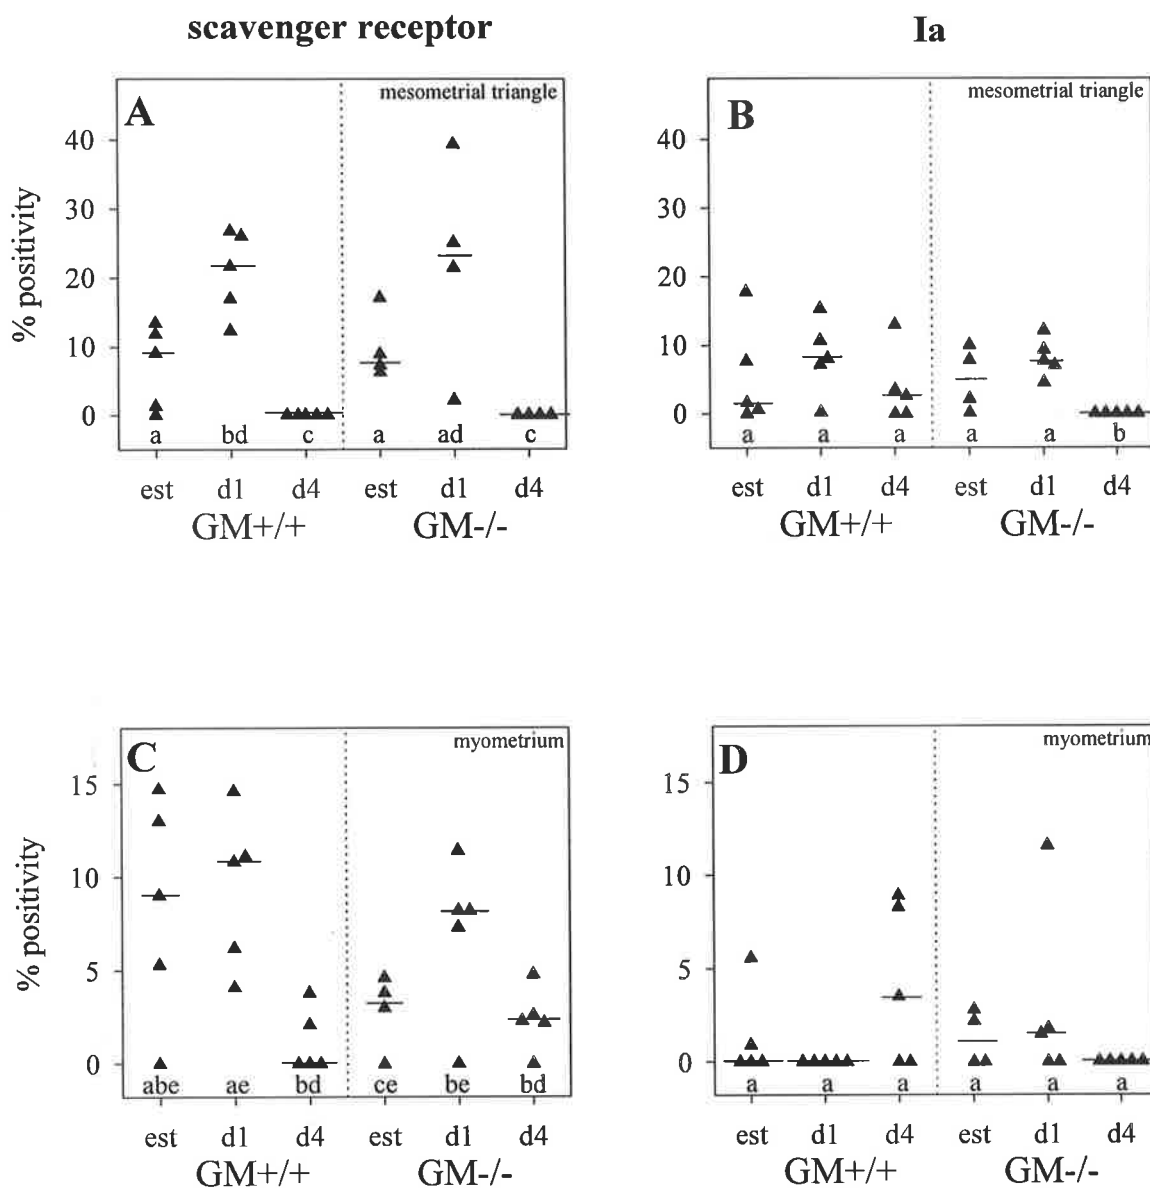 scavenger receptor
Ia
A
mesometrial triangle
% positivity
40
30
20
10
0
a bd c a ad c
est d1 d4 est d1 d4
GM+/+ GM-/-
B
mesometrial triangle
40
30
20
10
0
a a a a a b
est d1 d4 est d1 d4
GM+/+ GM-/-
C
myometrium
% positivity
15
10
5
0
abe ae bd ce be bd
est d1 d4 est d1 d4
GM+/+ GM-/-
D
myometrium
15
10
5
0
a a a a a a
est d1 d4 est d1 d4
GM+/+ GM-/-